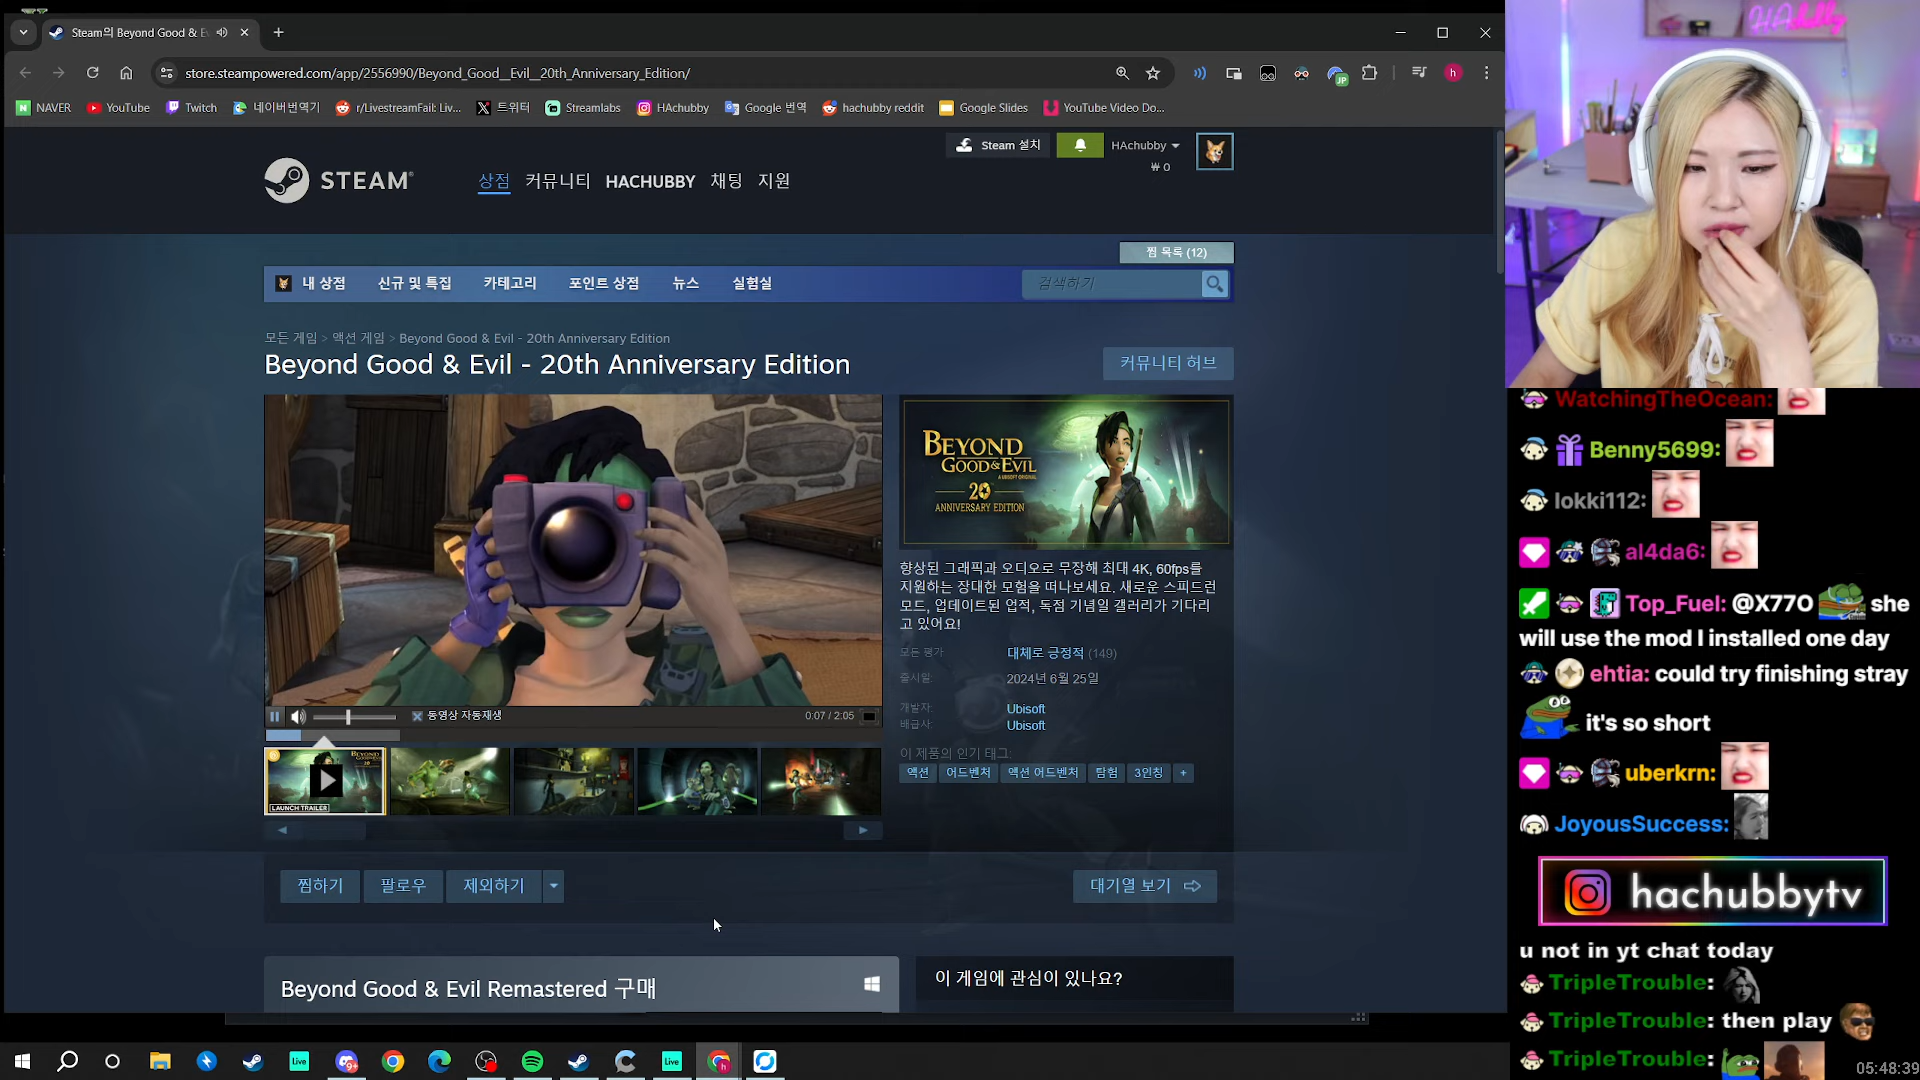 Steam의 Beyond Good & E
store.steampowered.com/app/2556990/Beyond_Good__Evil__20th_Anniversary_Edition/
JP
h
NAVER
YouTube
Twitch
네이버번역기
r/LivestreamFail: Liv...
트위터
Streamlabs
HAchubby
Google 번역
hachubby reddit
Google Slides
YouTube Video Do...
Steam 설치
HAchubby
₩ 0
STEAM®
상점
커뮤니티
HACHUBBY
채팅
지원
찜 목록 (12)
내 상점
신규 및 특집
카테고리
포인트 상점
뉴스
실험실
검색하기
모든 게임 > 액션 게임 > Beyond Good & Evil - 20th Anniversary Edition
Beyond Good & Evil - 20th Anniversary Edition
커뮤니티 허브
BEYOND
GOOD & EVIL
A UBISOFT ORIGINAL
20
ANNIVERSARY EDITION
향상된 그래픽과 오디오로 무장해 최대 4K, 60fps를
지원하는 장대한 모험을 떠나보세요. 새로운 스피드런
모드, 업데이트된 업적, 독점 기념일 갤러리가 기다리
고 있어요!
모든 평가
대체로 긍정적 (149)
출시일:
2024년 6월 25일
개발자:
Ubisoft
배급사:
Ubisoft
이 제품의 인기 태그:
액션
어드벤처
액션 어드벤처
탐험
3인칭
+
동영상 자동재생
0:07 / 2:05
LAUNCH TRAILER
찜하기
팔로우
제외하기
대기열 보기
Beyond Good & Evil Remastered 구매
이 게임에 관심이 있나요?
HAchubby
WatchingTheOcean:
Benny5699:
lokki112:
al4da6:
Top_Fuel: @X77O she
will use the mod I installed one day
ehtia: could try finishing stray
it's so short
uberkrn:
JoyousSuccess:
hachubbytv
u not in yt chat today
TripleTrouble:
TripleTrouble: then play
TripleTrouble:
Live
9+
Live
h
05:48:39